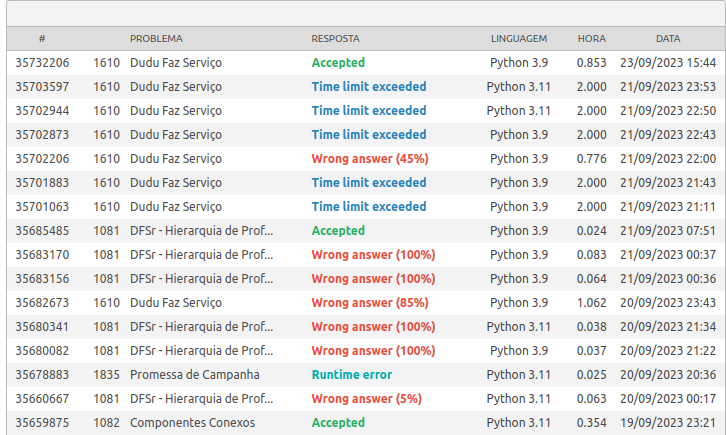 # PROBLEMA RESPOSTA LINGUAGEM HORA DATA
35732206 1610 Dudu Faz Serviço Accepted Python 3.9 0.853 23/09/2023 15:44
35703597 1610 Dudu Faz Serviço Time limit exceeded Python 3.11 2.000 21/09/2023 23:53
35702944 1610 Dudu Faz Serviço Time limit exceeded Python 3.11 2.000 21/09/2023 22:50
35702873 1610 Dudu Faz Serviço Time limit exceeded Python 3.9 2.000 21/09/2023 22:43
35702206 1610 Dudu Faz Serviço Wrong answer (45%) Python 3.9 0.776 21/09/2023 22:00
35701883 1610 Dudu Faz Serviço Time limit exceeded Python 3.9 2.000 21/09/2023 21:43
35701063 1610 Dudu Faz Serviço Time limit exceeded Python 3.9 2.000 21/09/2023 21:11
35685485 1081 DFSr - Hierarquia de Prof... Accepted Python 3.9 0.024 21/09/2023 07:51
35683170 1081 DFSr - Hierarquia de Prof... Wrong answer (100%) Python 3.9 0.083 21/09/2023 00:37
35683156 1081 DFSr - Hierarquia de Prof... Wrong answer (100%) Python 3.9 0.064 21/09/2023 00:36
35682673 1610 Dudu Faz Serviço Wrong answer (85%) Python 3.9 1.062 20/09/2023 23:43
35680341 1081 DFSr - Hierarquia de Prof... Wrong answer (100%) Python 3.11 0.038 20/09/2023 21:34
35680082 1081 DFSr - Hierarquia de Prof... Wrong answer (100%) Python 3.9 0.037 20/09/2023 21:22
35678883 1835 Promessa de Campanha Runtime error Python 3.11 0.025 20/09/2023 20:36
35660667 1081 DFSr - Hierarquia de Prof... Wrong answer (5%) Python 3.11 0.063 20/09/2023 00:17
35659875 1082 Componentes Conexos Accepted Python 3.11 0.354 19/09/2023 23:21